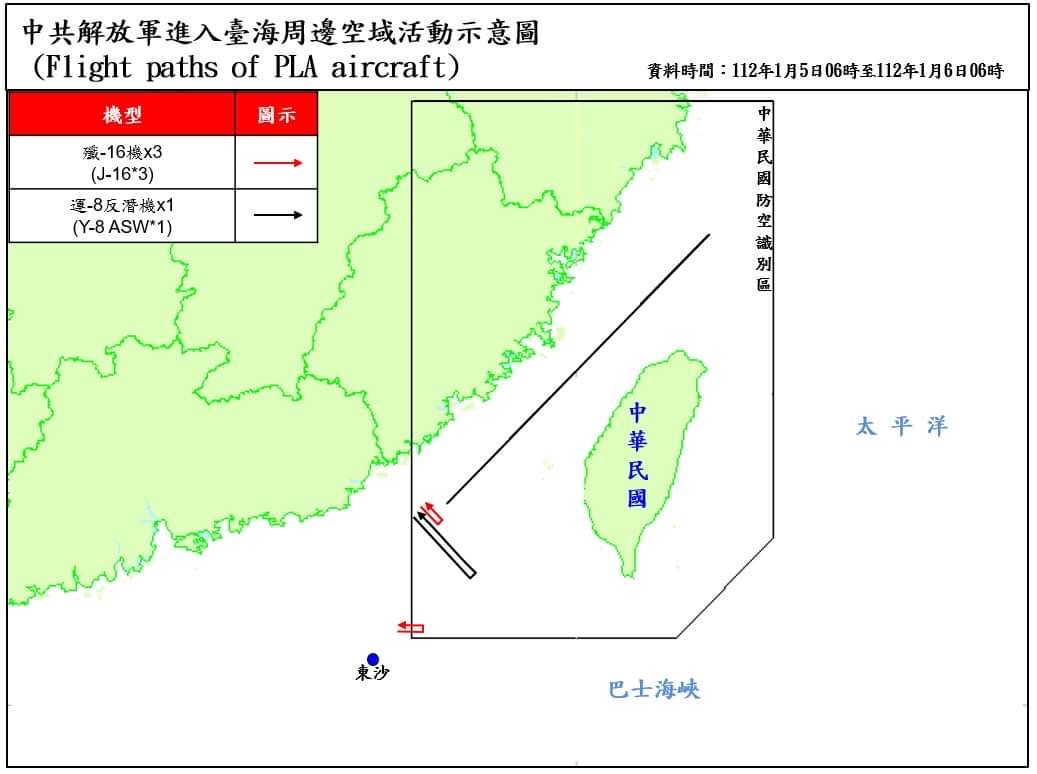 中共解放軍進入臺海周邊空域活動示意圖
(Flight paths of PLA aircraft)
資料時間：112年1月5日06時至112年1月6日06時
機型 圖示
殲-16機x3
(J-16*3)
運-8反潛機x1
(Y-8 ASW*1)
中華民國防空識別區
中華民國
太平洋
東沙
巴士海峽